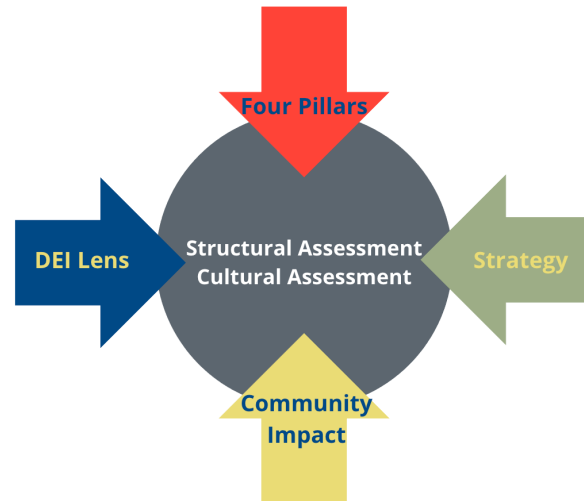 Four Pillars
DEI Lens
Structural Assessment
Cultural Assessment
Strategy
Community
Impact